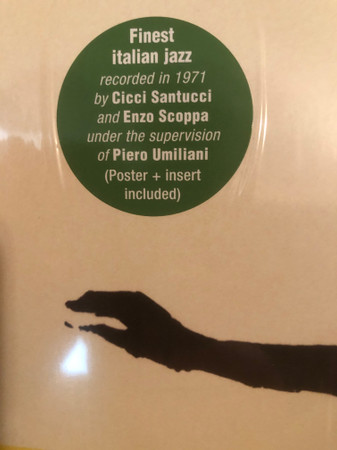 Finest
italian jazz
recorded in 1971
by Cicci Santucci
and Enzo Scoppa
under the supervision
of Piero Umiliani
(Poster + insert
included)